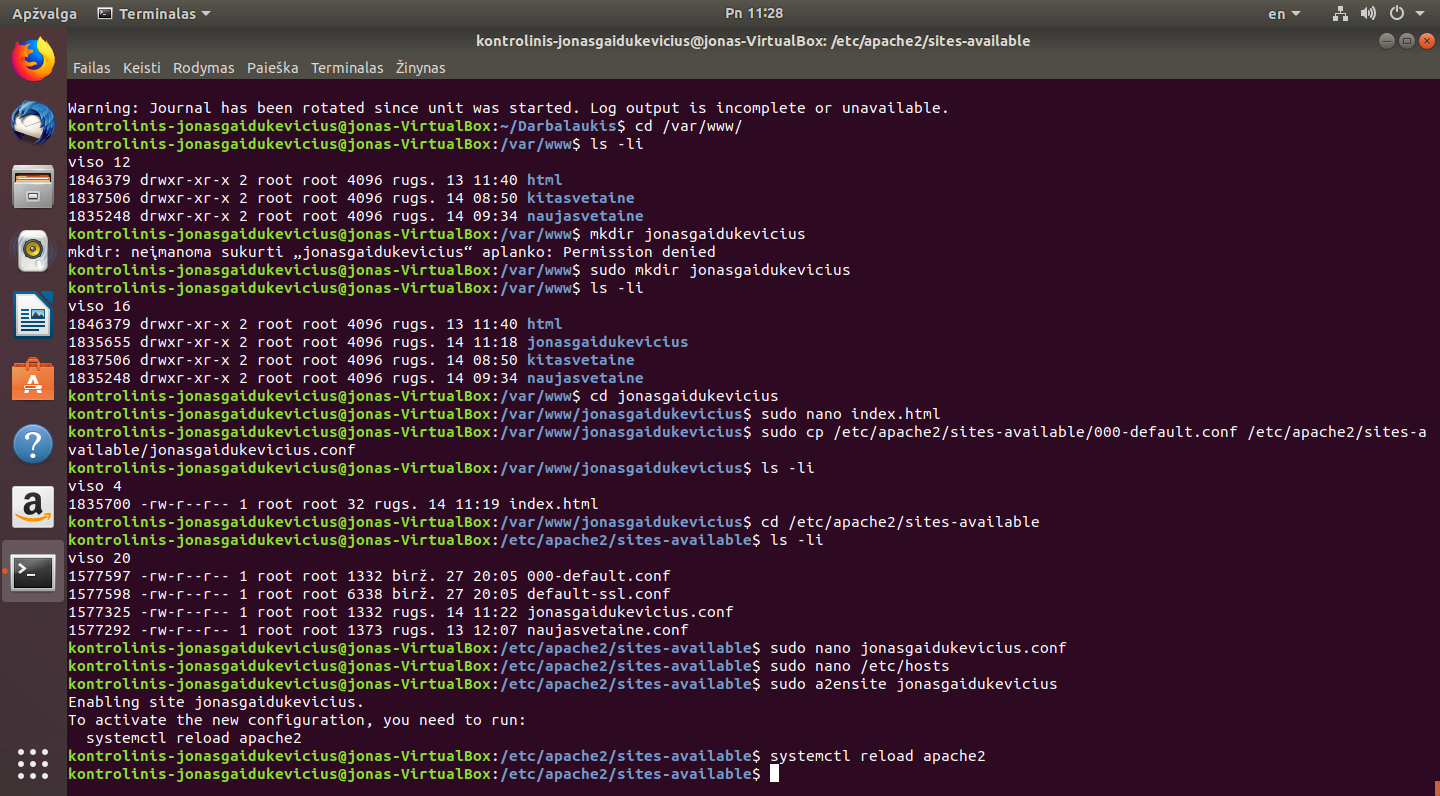 Apžvalga Terminalas Pn 11:28 en
kontrolinis-jonasgaidukevicius@jonas-VirtualBox: /etc/apache2/sites-available
Failas Keisti Rodymas Paieška Terminalas Žinynas
Warning: Journal has been rotated since unit was started. Log output is incomplete or unavailable.
kontrolinis-jonasgaidukevicius@jonas-VirtualBox:~/Darbalaukis$ cd /var/www/
kontrolinis-jonasgaidukevicius@jonas-VirtualBox:/var/www$ ls -li
viso 12
1846379 drwxr-xr-x 2 root root 4096 rugs. 13 11:40 html
1837506 drwxr-xr-x 2 root root 4096 rugs. 14 08:50 kitasvetaine
1835248 drwxr-xr-x 2 root root 4096 rugs. 14 09:34 naujasvetaine
kontrolinis-jonasgaidukevicius@jonas-VirtualBox:/var/www$ mkdir jonasgaidukevicius
mkdir: neįmanoma sukurti „jonasgaidukevicius“ aplanko: Permission denied
kontrolinis-jonasgaidukevicius@jonas-VirtualBox:/var/www$ sudo mkdir jonasgaidukevicius
kontrolinis-jonasgaidukevicius@jonas-VirtualBox:/var/www$ ls -li
viso 16
1846379 drwxr-xr-x 2 root root 4096 rugs. 13 11:40 html
1835655 drwxr-xr-x 2 root root 4096 rugs. 14 11:18 jonasgaidukevicius
1837506 drwxr-xr-x 2 root root 4096 rugs. 14 08:50 kitasvetaine
1835248 drwxr-xr-x 2 root root 4096 rugs. 14 09:34 naujasvetaine
kontrolinis-jonasgaidukevicius@jonas-VirtualBox:/var/www$ cd jonasgaidukevicius
kontrolinis-jonasgaidukevicius@jonas-VirtualBox:/var/www/jonasgaidukevicius$ sudo nano index.html
kontrolinis-jonasgaidukevicius@jonas-VirtualBox:/var/www/jonasgaidukevicius$ sudo cp /etc/apache2/sites-available/000-default.conf /etc/apache2/sites-a
vailable/jonasgaidukevicius.conf
kontrolinis-jonasgaidukevicius@jonas-VirtualBox:/var/www/jonasgaidukevicius$ ls -li
viso 4
1835700 -rw-r--r-- 1 root root 32 rugs. 14 11:19 index.html
kontrolinis-jonasgaidukevicius@jonas-VirtualBox:/var/www/jonasgaidukevicius$ cd /etc/apache2/sites-available
kontrolinis-jonasgaidukevicius@jonas-VirtualBox:/etc/apache2/sites-available$ ls -li
viso 20
1577597 -rw-r--r-- 1 root root 1332 birž. 27 20:05 000-default.conf
1577598 -rw-r--r-- 1 root root 6338 birž. 27 20:05 default-ssl.conf
1577325 -rw-r--r-- 1 root root 1332 rugs. 14 11:22 jonasgaidukevicius.conf
1577292 -rw-r--r-- 1 root root 1373 rugs. 13 12:07 naujasvetaine.conf
kontrolinis-jonasgaidukevicius@jonas-VirtualBox:/etc/apache2/sites-available$ sudo nano jonasgaidukevicius.conf
kontrolinis-jonasgaidukevicius@jonas-VirtualBox:/etc/apache2/sites-available$ sudo nano /etc/hosts
kontrolinis-jonasgaidukevicius@jonas-VirtualBox:/etc/apache2/sites-available$ sudo a2ensite jonasgaidukevicius
Enabling site jonasgaidukevicius.
To activate the new configuration, you need to run:
  systemctl reload apache2
kontrolinis-jonasgaidukevicius@jonas-VirtualBox:/etc/apache2/sites-available$ systemctl reload apache2
kontrolinis-jonasgaidukevicius@jonas-VirtualBox:/etc/apache2/sites-available$